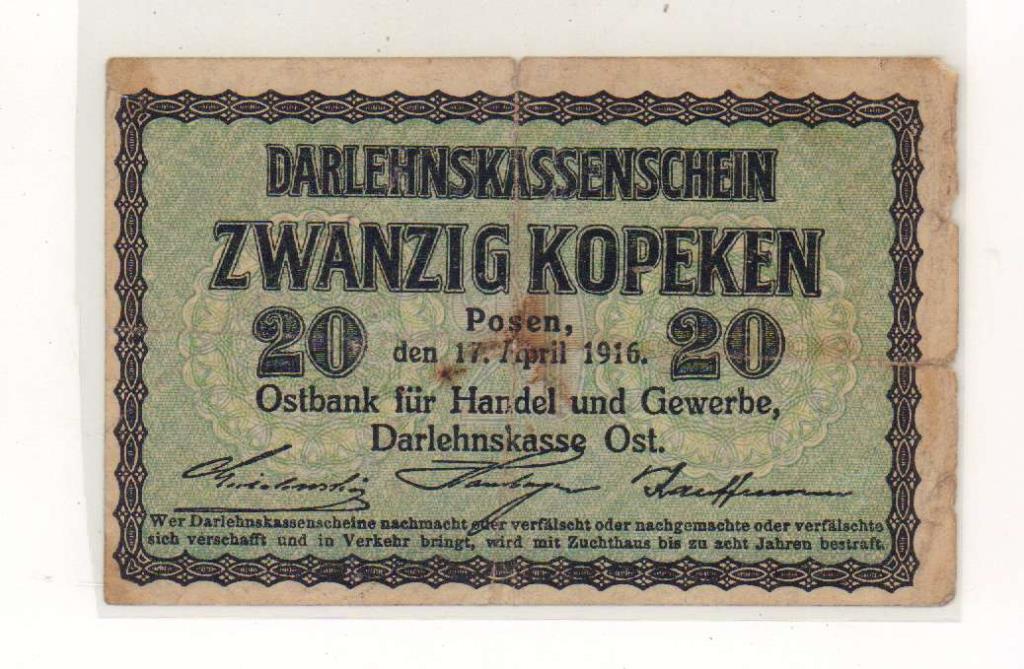 DARLEHNSKASSENSCHEIN
ZWANZIG KOPEKEN
20 Posen, 20
den 17. April 1916.
Ostbank für Handel und Gewerbe,
Darlehnskasse Ost.
Kauffmann
Wer Darlehnskassenscheine nachmacht oder verfälscht oder nachgemachte oder verfälschte
sich verschafft und in Verkehr bringt, wird mit Zuchthaus bis zu acht Jahren bestraft.